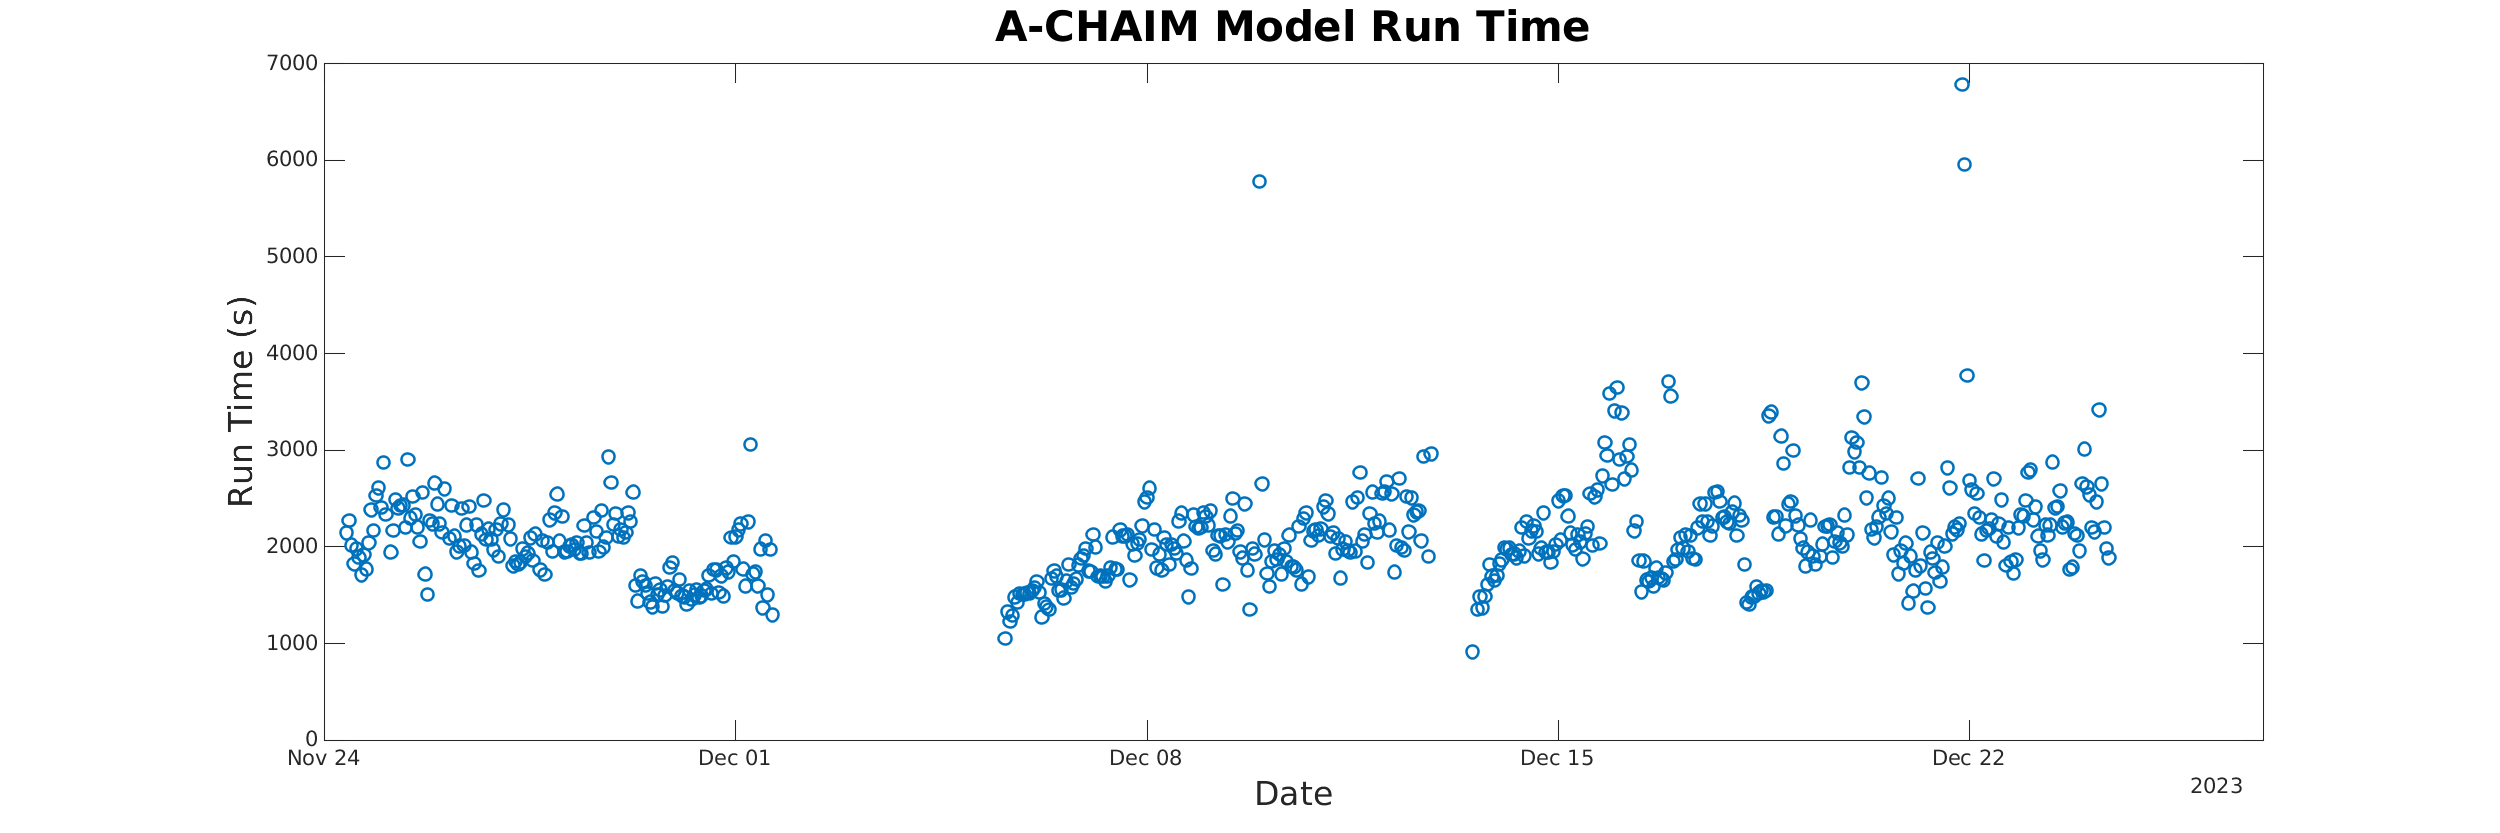 A-CHAIM Model Run Time
7000
6000
5000
4000
3000
2000
1000
0
Run Time (s)
Nov 24 Dec 01 Dec 08 Dec 15 Dec 22
2023
Date